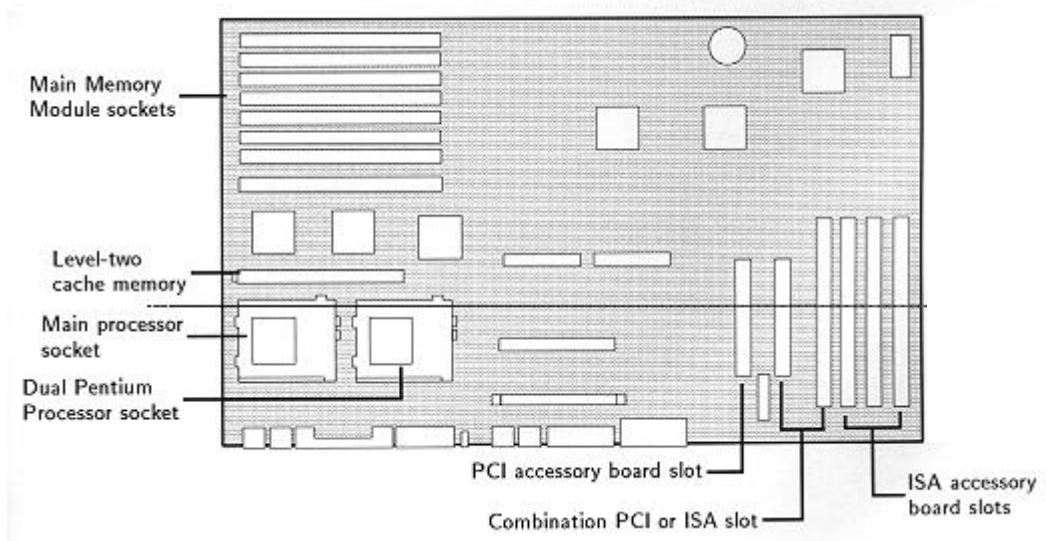 Main Memory
Module sockets
Level-two
cache memory
Main processor
socket
Dual Pentium
Processor socket
PCI accessory board slot
ISA accessory
board slots
Combination PCI or ISA slot